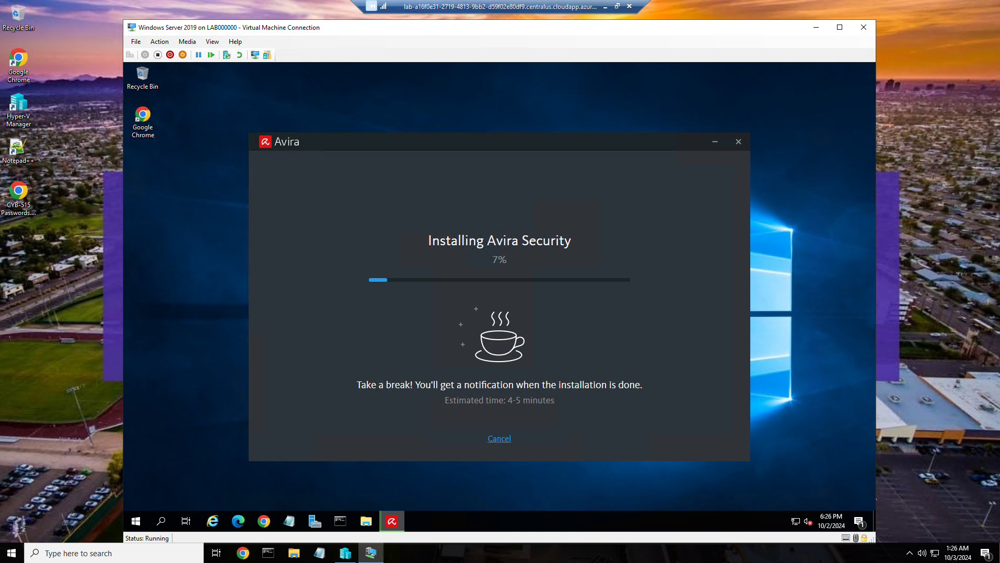 lab-a16f0e31-2719-4813-9bb2-d59f02e80df9.centralus.cloudapp.azur...
Recycle Bin
Google
Chrome
Hyper-V
Manager
Notepad++
CYB-515
Passwords....
Windows Server 2019 on LAB000000 - Virtual Machine Connection
File Action Media View Help
Recycle Bin
Google
Chrome
Avira
Installing Avira Security
7%
Take a break! You'll get a notification when the installation is done.
Estimated time: 4-5 minutes
Cancel
6:26 PM
10/2/2024
1
Status: Running
Type here to search
1:26 AM
10/3/2024
1